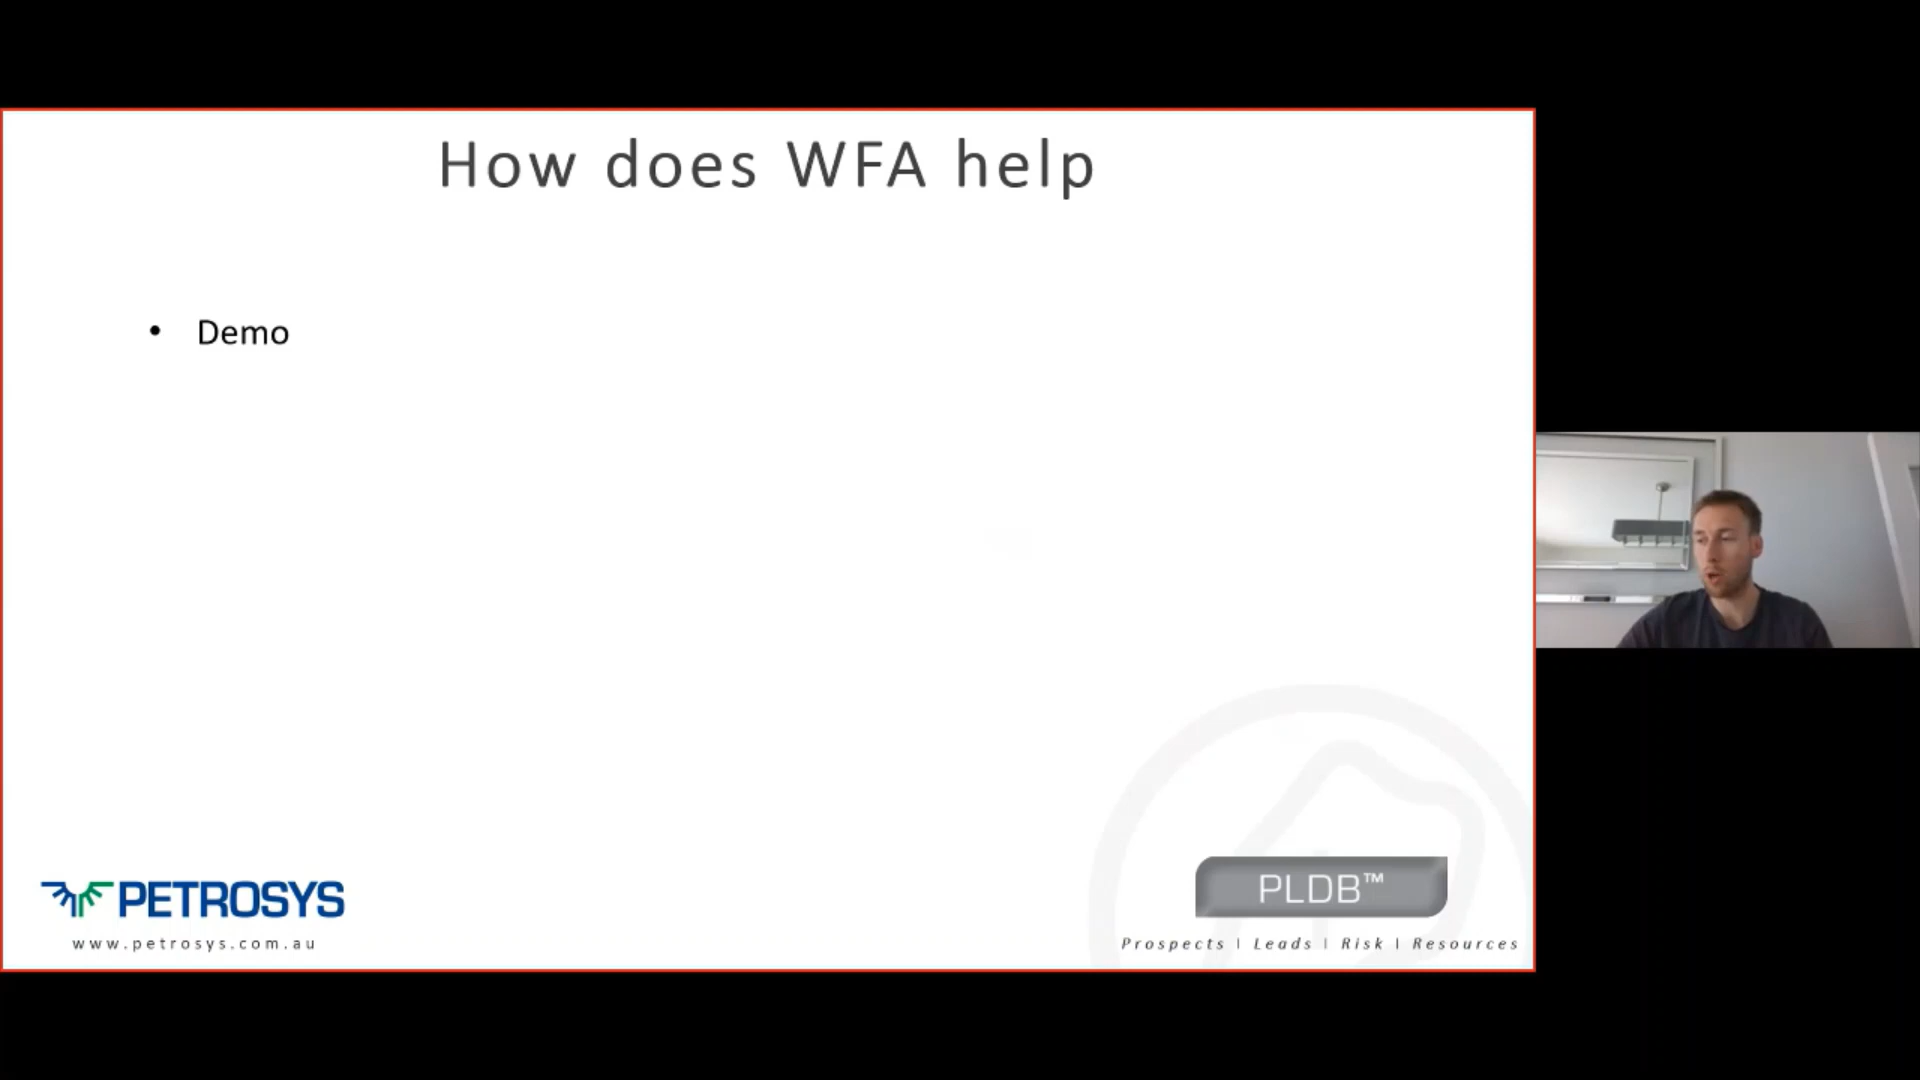 How does WFA help
• Demo
PETROSYS
www.petrosys.com.au
PLDB™
Prospects | Leads | Risk | Resources